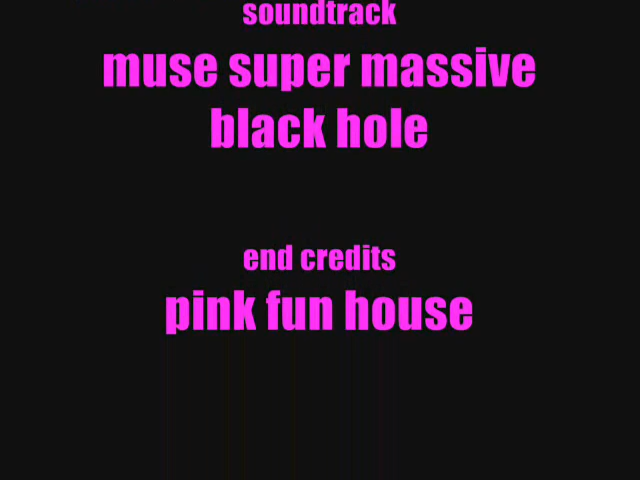 soundtrack
muse super massive
black hole
end credits
pink fun house